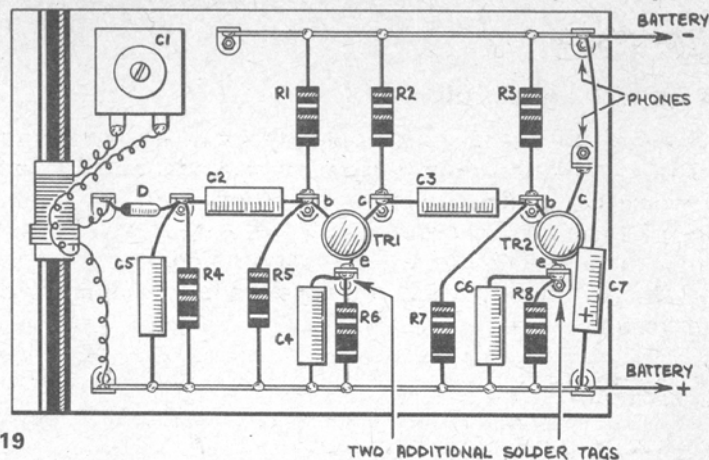 BATTERY
-
C1
PHONES
R1
R2
R3
D
C2
b
c
C3
b
c
TR1
TR2
e
e
C5
R4
R5
C4
R6
R7
C6
R8
C7
+
BATTERY
+
19
TWO ADDITIONAL SOLDER TAGS